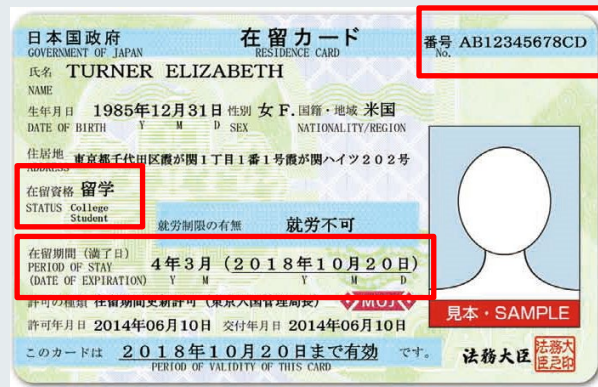 日本国政府 在留カード 番号 AB12345678CD
GOVERNMENT OF JAPAN RESIDENCE CARD No.
氏名 TURNER ELIZABETH
NAME
生年月日 1985年12月31日 性別 女 F. 国籍・地域 米国
DATE OF BIRTH Y M D SEX NATIONALITY/REGION
住居地 東京都千代田区霞が関1丁目1番1号霞が関ハイツ202号
在留資格 留学
STATUS College
Student
就労制限の有無 就労不可
在留期間(満了日)
PERIOD OF STAY 4年3月(2018年10月20日)
(DATE OF EXPIRATION) Y M Y M D
許可の種類 在留期間更新許可(東京入国管理局長) MOJ
見本・SAMPLE
許可年月日 2014年06月10日 交付年月日 2014年06月10日
このカードは 2018年10月20日まで有効 です。 法務大臣 法務大臣之印
PERIOD OF VALIDITY OF THIS CARD